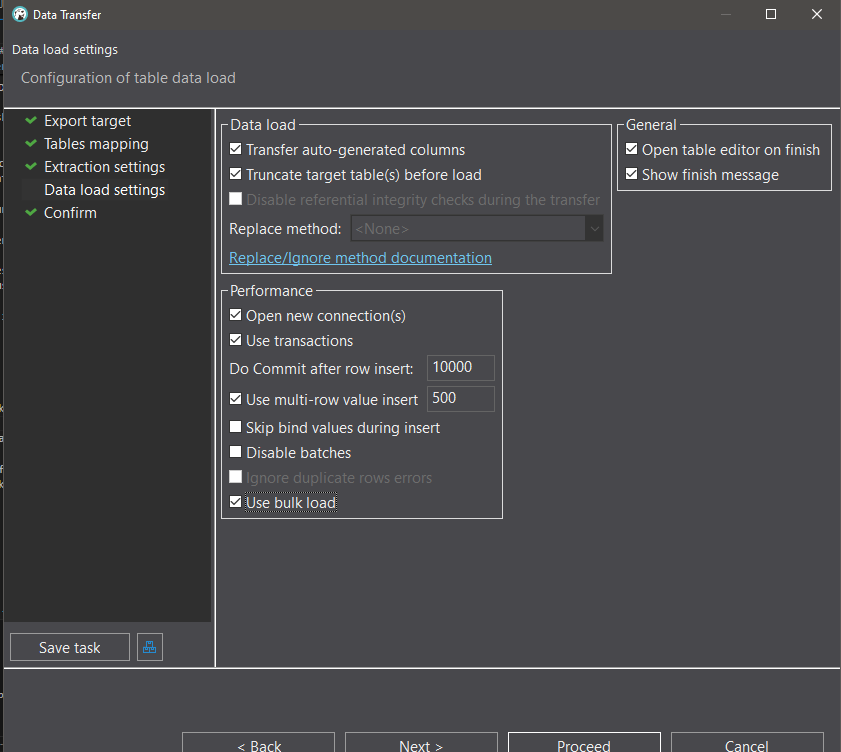 Data Transfer
Data load settings
Configuration of table data load
Export target
Tables mapping
Extraction settings
Data load settings
Confirm
Save task
Data load
Transfer auto-generated columns
Truncate target table(s) before load
Disable referential integrity checks during the transfer
Replace method: <None>
Replace/Ignore method documentation
General
Open table editor on finish
Show finish message
Performance
Open new connection(s)
Use transactions
Do Commit after row insert: 10000
Use multi-row value insert 500
Skip bind values during insert
Disable batches
Ignore duplicate rows errors
Use bulk load
< Back Next > Proceed Cancel